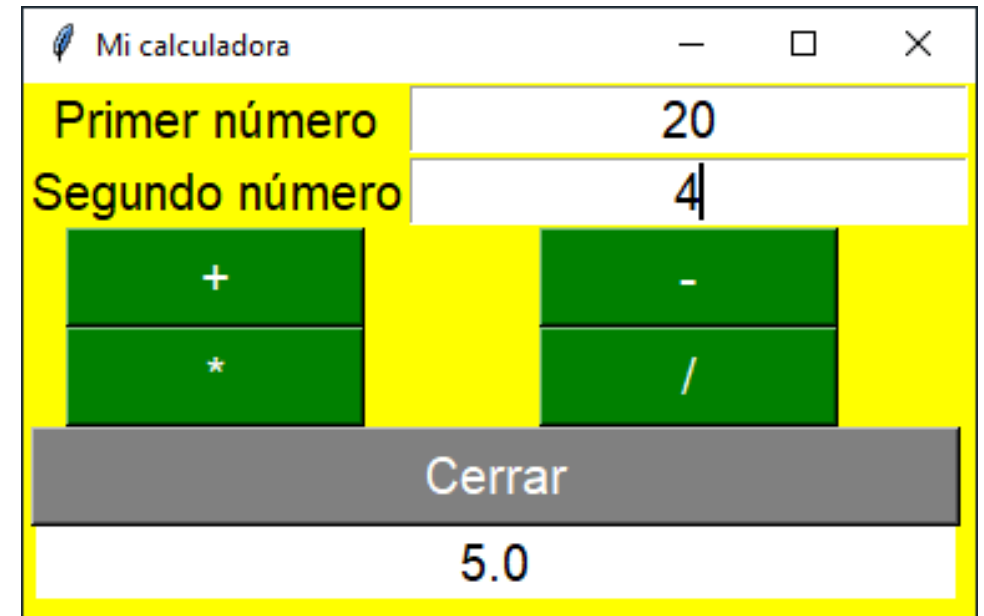 Mi calculadora
Primer número 20
Segundo número 4
+ -
* /
Cerrar
5.0